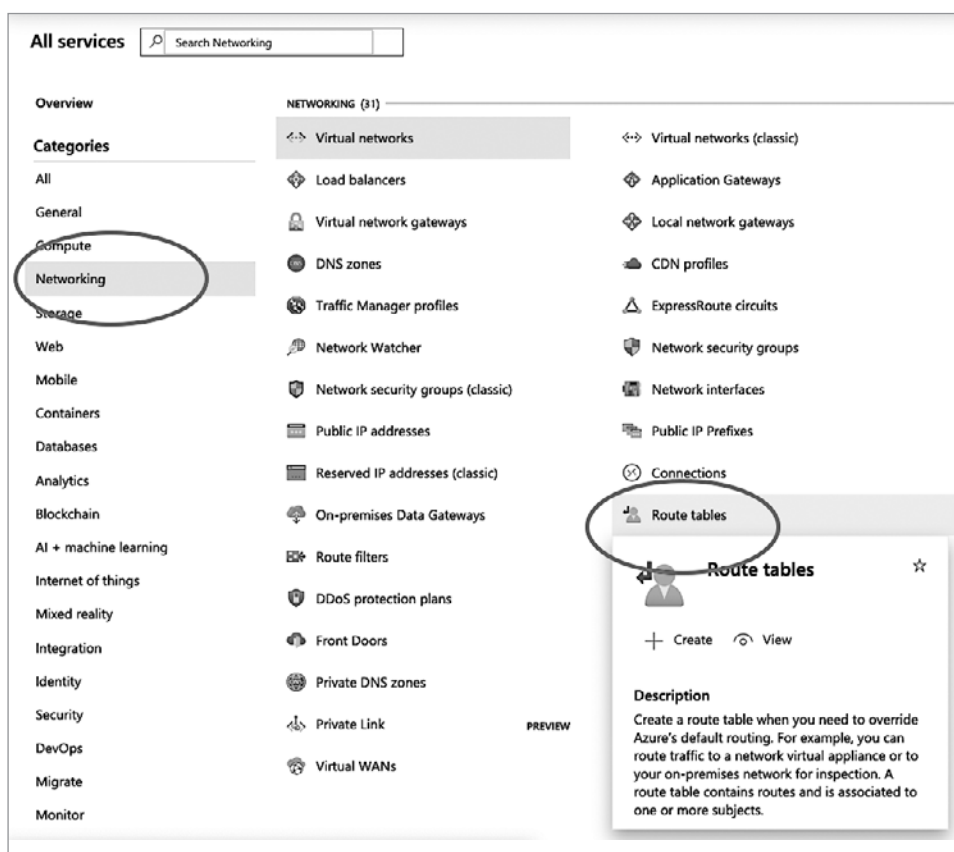 All services
Search Networking
Overview
Categories
All
General
Compute
Networking
Storage
Web
Mobile
Containers
Databases
Analytics
Blockchain
AI + machine learning
Internet of things
Mixed reality
Integration
Identity
Security
DevOps
Migrate
Monitor
NETWORKING (31)
Virtual networks
Load balancers
Virtual network gateways
DNS zones
Traffic Manager profiles
Network Watcher
Network security groups (classic)
Public IP addresses
Reserved IP addresses (classic)
On-premises Data Gateways
Route filters
DDoS protection plans
Front Doors
Private DNS zones
Private Link PREVIEW
Virtual WANs
Virtual networks (classic)
Application Gateways
Local network gateways
CDN profiles
ExpressRoute circuits
Network security groups
Network interfaces
Public IP Prefixes
Connections
Route tables
Route tables
Create View
Description
Create a route table when you need to override
Azure's default routing. For example, you can
route traffic to a network virtual appliance or to
your on-premises network for inspection. A
route table contains routes and is associated to
one or more subjects.